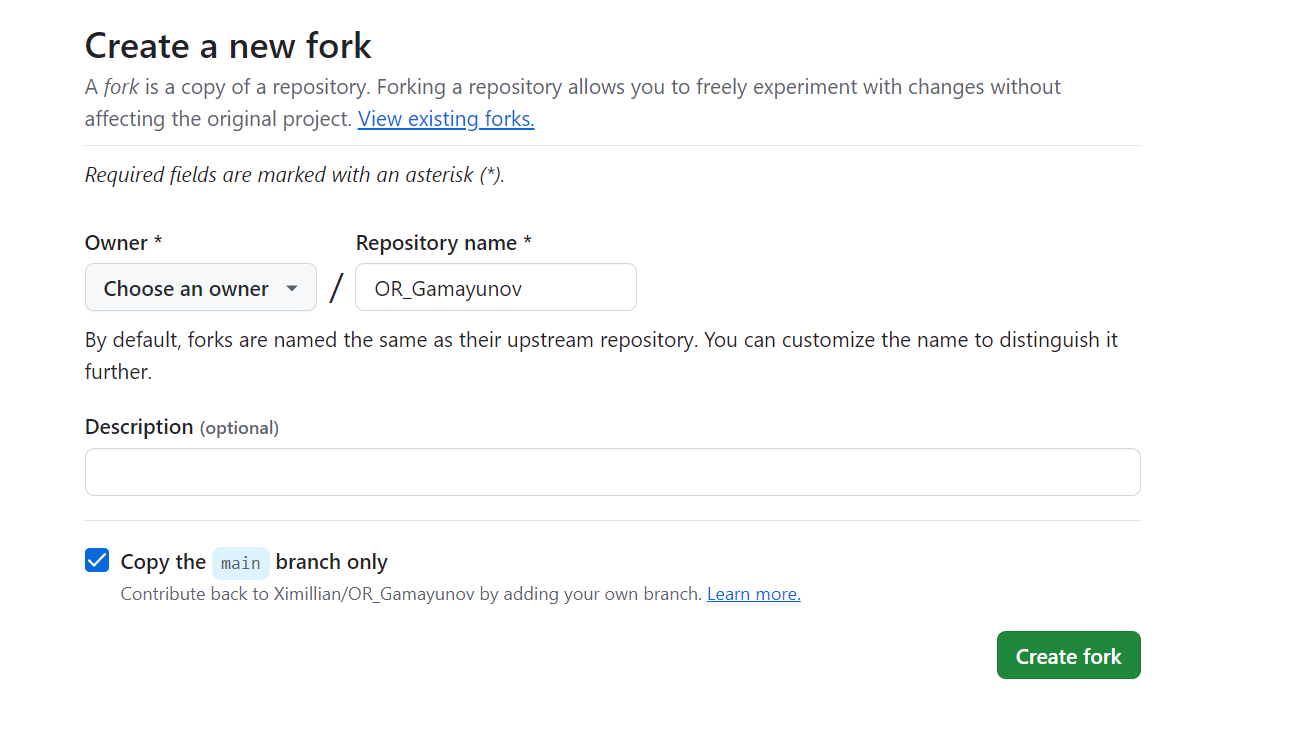 Create a new fork
A fork is a copy of a repository. Forking a repository allows you to freely experiment with changes without
affecting the original project. View existing forks.
Required fields are marked with an asterisk (*).
Owner * Repository name *
Choose an owner / OR_Gamayunov
By default, forks are named the same as their upstream repository. You can customize the name to distinguish it
further.
Description (optional)
Copy the main branch only
Contribute back to Ximillian/OR_Gamayunov by adding your own branch. Learn more.
Create fork